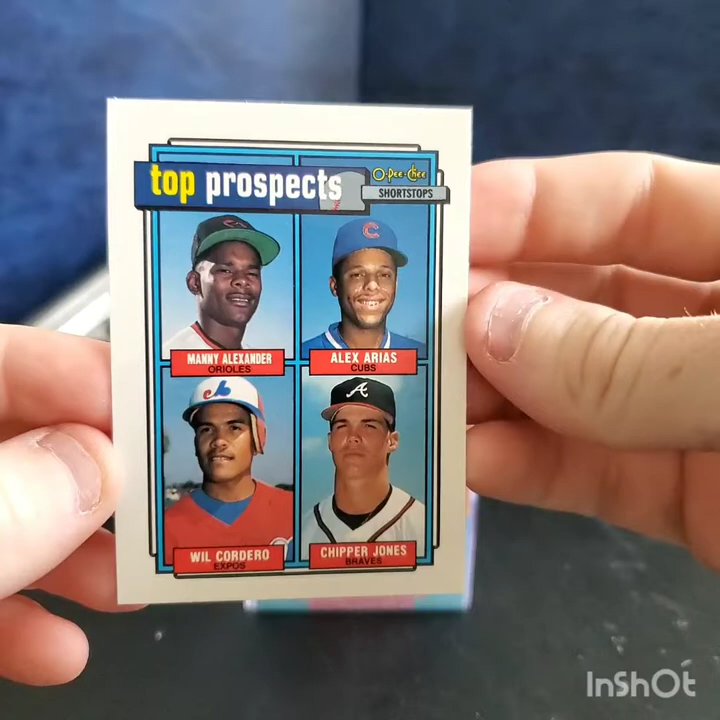 top prospects
O-Pee-Chee
SHORTSTOPS
C
MANNY ALEXANDER
ORIOLES
ALEX ARIAS
CUBS
A
WIL CORDERO
EXPOS
CHIPPER JONES
BRAVES
InShOt